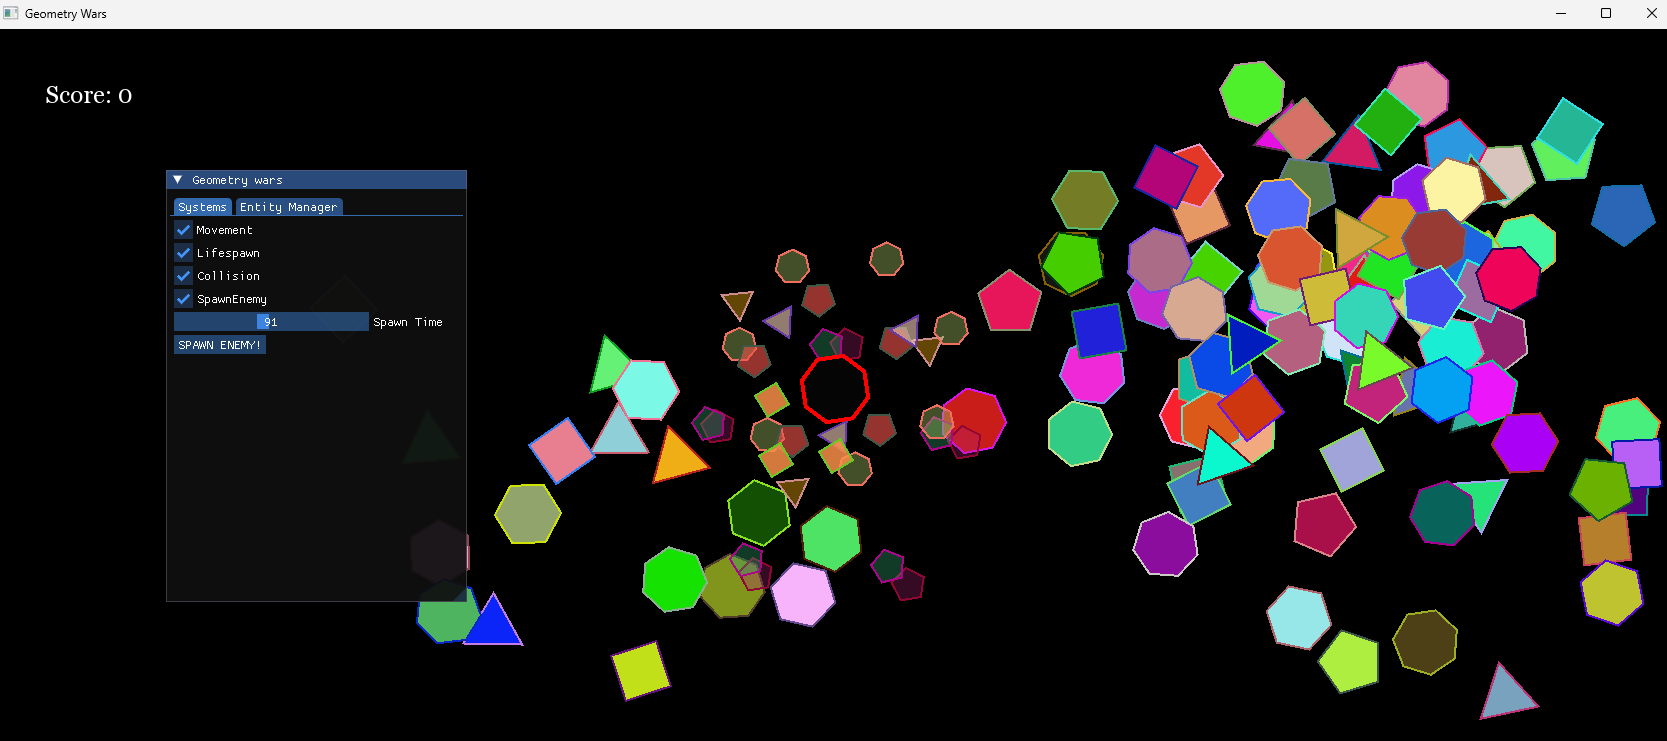 Geometry Wars
Score: 0
Geometry wars
Systems Entity Manager
Movement
Lifespawn
Collision
SpawnEnemy
91 Spawn Time
SPAWN ENEMY!